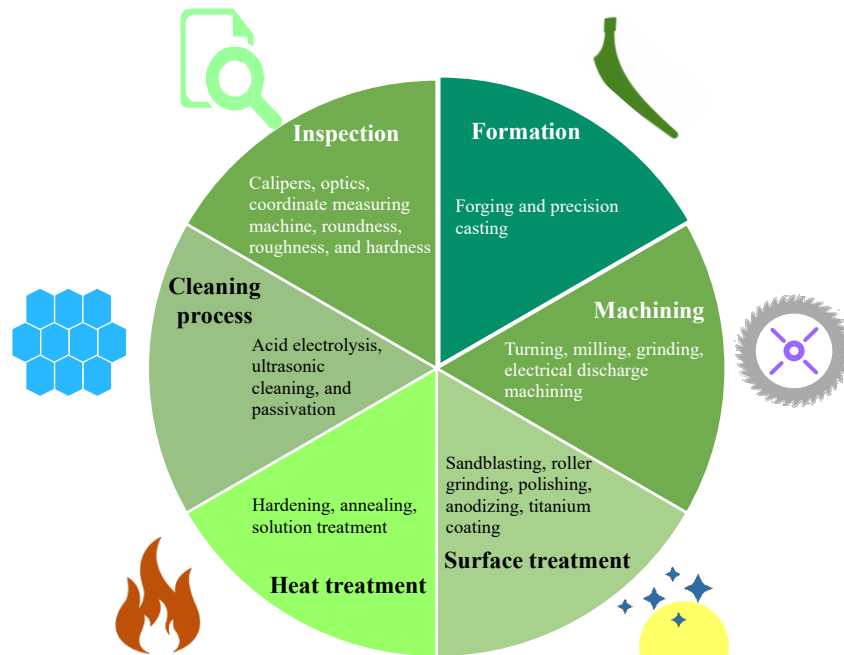 Inspection
Calipers, optics,
coordinate measuring
machine, roundness,
roughness, and hardness
Formation
Forging and precision
casting
Machining
Turning, milling, grinding,
electrical discharge
machining
Sandblasting, roller
grinding, polishing,
anodizing, titanium
coating
Surface treatment
Hardening, annealing,
solution treatment
Heat treatment
Cleaning
process
Acid electrolysis,
ultrasonic
cleaning, and
passivation